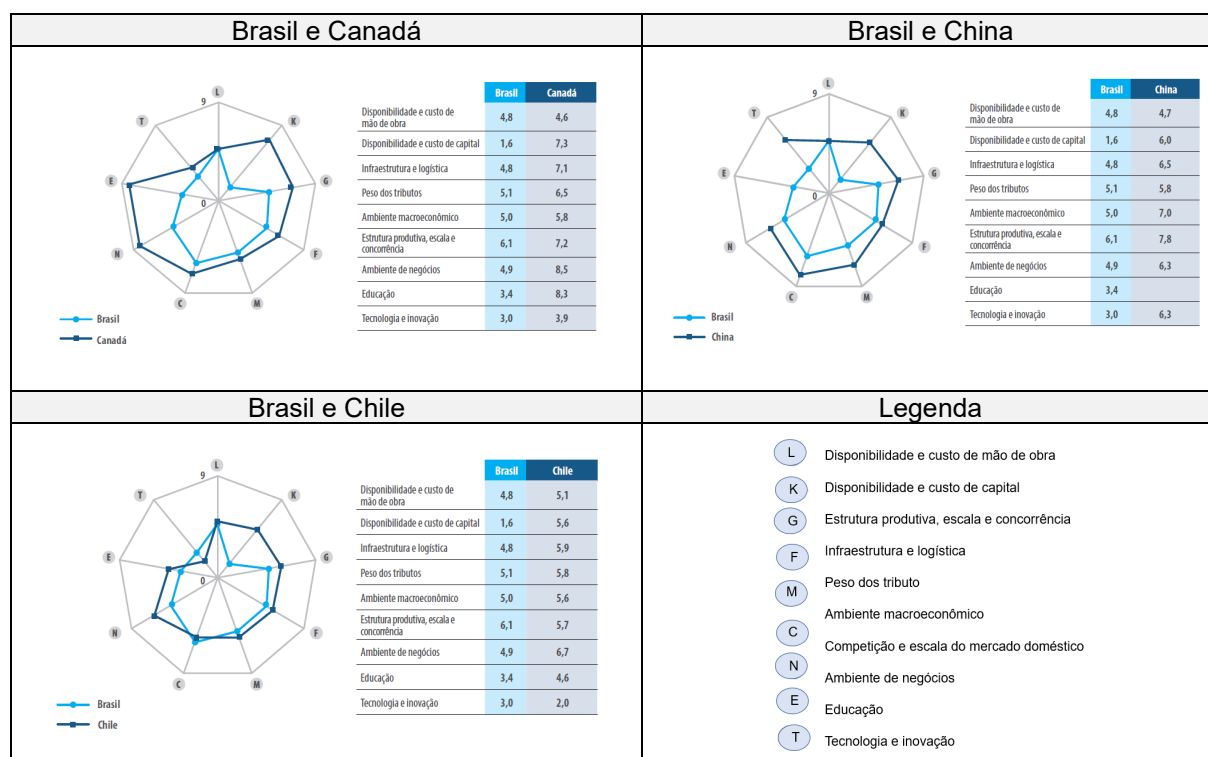 Brasil e Canadá
L
9
K
T
E
G
0
N
F
C
M
Brasil
Canadá
Brasil Canadá
Disponibilidade e custo de
mão de obra 4,8 4,6
Disponibilidade e custo de capital 1,6 7,3
Infraestrutura e logística 4,8 7,1
Peso dos tributos 5,1 6,5
Ambiente macroeconômico 5,0 5,8
Estrutura produtiva, escala e
concorrência 6,1 7,2
Ambiente de negócios 4,9 8,5
Educação 3,4 8,3
Tecnologia e inovação 3,0 3,9
Brasil e China
L
9
K
T
E
G
0
N
F
C
M
Brasil
China
Brasil China
Disponibilidade e custo de
mão de obra 4,8 4,7
Disponibilidade e custo de capital 1,6 6,0
Infraestrutura e logística 4,8 6,5
Peso dos tributos 5,1 5,8
Ambiente macroeconômico 5,0 7,0
Estrutura produtiva, escala e
concorrência 6,1 7,8
Ambiente de negócios 4,9 6,3
Educação 3,4
Tecnologia e inovação 3,0 6,3
Brasil e Chile
L
9
K
T
E
G
0
N
F
C
M
Brasil
Chile
Brasil Chile
Disponibilidade e custo de
mão de obra 4,8 5,1
Disponibilidade e custo de capital 1,6 5,6
Infraestrutura e logística 4,8 5,9
Peso dos tributos 5,1 5,8
Ambiente macroeconômico 5,0 5,6
Estrutura produtiva, escala e
concorrência 6,1 5,7
Ambiente de negócios 4,9 6,7
Educação 3,4 4,6
Tecnologia e inovação 3,0 2,0
Legenda
L Disponibilidade e custo de mão de obra
K Disponibilidade e custo de capital
G Estrutura produtiva, escala e concorrência
F Infraestrutura e logística
M Peso dos tributo
Ambiente macroeconômico
C Competição e escala do mercado doméstico
N Ambiente de negócios
E Educação
T Tecnologia e inovação